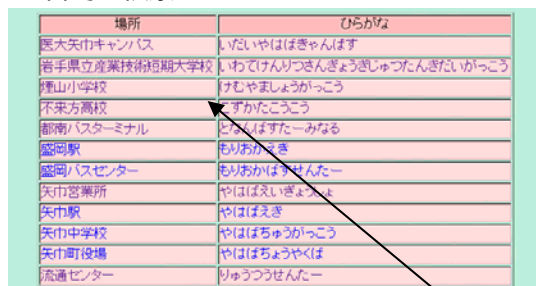 場所 ひらがな
医大矢巾キャンパス いだいやはばきゃんぱす
岩手県立産業技術短期大学校 いわてけんりつさんぎょうぎじゅつたんきだいがっこう
煙山小学校 けむやましょうがっこう
不来方高校 こずかたこうこう
都南バスターミナル となんばすたーみなる
盛岡駅 もりおかえき
盛岡バスセンター もりおかばすせんたー
矢巾営業所 やはばえいぎょうしょ
矢巾駅 やはばえき
矢巾中学校 やはばちゅうがっこう
矢巾町役場 やはばちょうやくば
流通センター りゅうつうせんたー